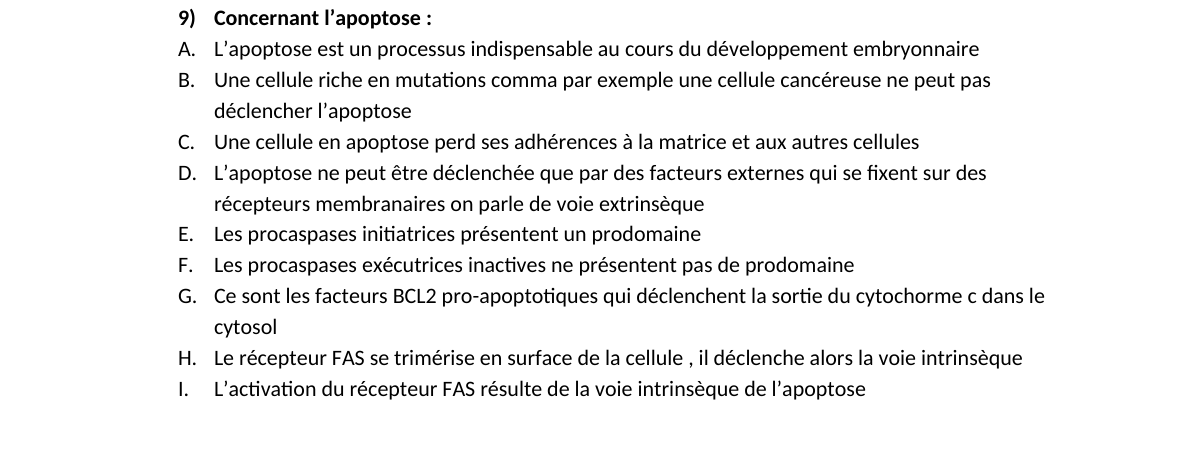 9) Concernant l’apoptose :
A. L’apoptose est un processus indispensable au cours du développement embryonnaire
B. Une cellule riche en mutations comma par exemple une cellule cancéreuse ne peut pas
déclencher l’apoptose
C. Une cellule en apoptose perd ses adhérences à la matrice et aux autres cellules
D. L’apoptose ne peut être déclenchée que par des facteurs externes qui se fixent sur des
récepteurs membranaires on parle de voie extrinsèque
E. Les procaspases initiatrices présentent un prodomaine
F. Les procaspases exécutrices inactives ne présentent pas de prodomaine
G. Ce sont les facteurs BCL2 pro-apoptotiques qui déclenchent la sortie du cytochorme c dans le
cytosol
H. Le récepteur FAS se trimérise en surface de la cellule , il déclenche alors la voie intrinsèque
I. L’activation du récepteur FAS résulte de la voie intrinsèque de l’apoptose